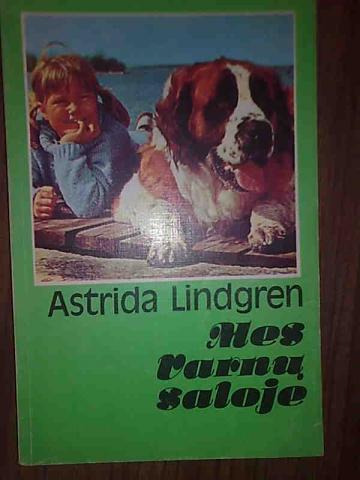 Astrida Lindgren
Mes
Varnų
saloje